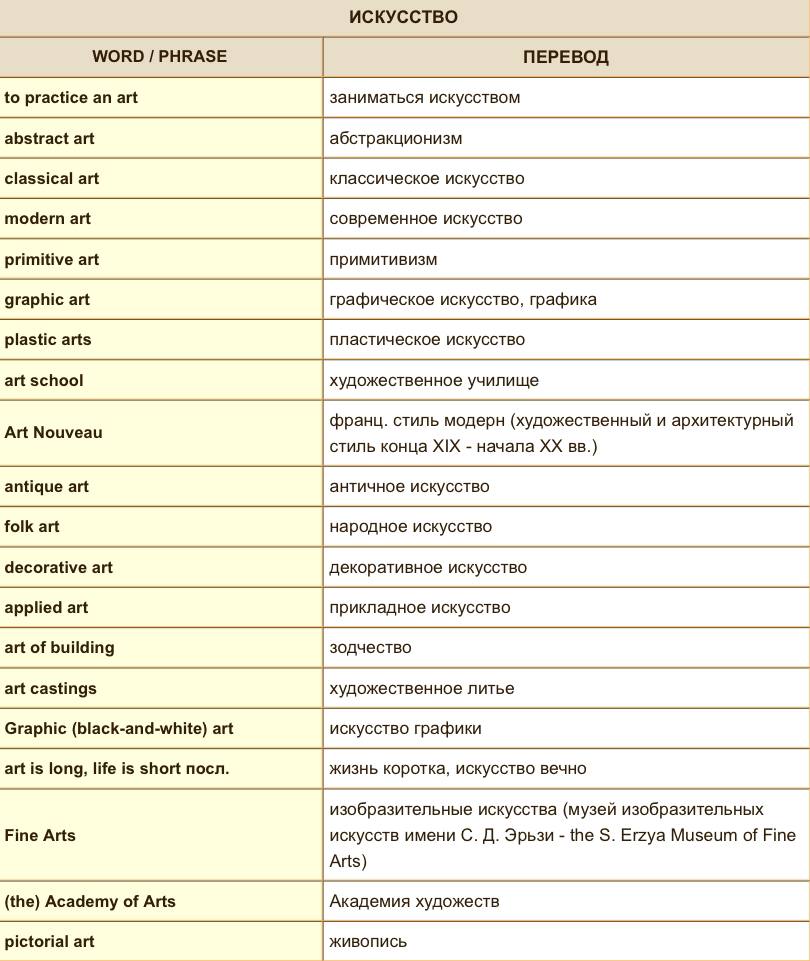 ИСКУССТВО
WORD / PHRASE ПЕРЕВОД
to practice an art заниматься искусством
abstract art абстракционизм
classical art классическое искусство
modern art современное искусство
primitive art примитивизм
graphic art графическое искусство, графика
plastic arts пластическое искусство
art school художественное училище
Art Nouveau франц. стиль модерн (художественный и архитектурный
стиль конца XIX - начала XX вв.)
antique art античное искусство
folk art народное искусство
decorative art декоративное искусство
applied art прикладное искусство
art of building зодчество
art castings художественное литье
Graphic (black-and-white) art искусство графики
art is long, life is short посл. жизнь коротка, искусство вечно
Fine Arts изобразительные искусства (музей изобразительных
искусств имени С. Д. Эрьзи - the S. Erzya Museum of Fine
Arts)
(the) Academy of Arts Академия художеств
pictorial art живопись